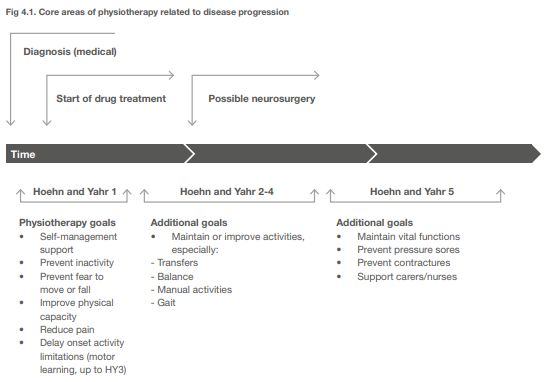 Fig 4.1. Core areas of physiotherapy related to disease progression
Diagnosis (medical)
Start of drug treatment
Possible neurosurgery
Time
Hoehn and Yahr 1
Physiotherapy goals
• Self-management
support
• Prevent inactivity
• Prevent fear to
move or fall
• Improve physical
capacity
• Reduce pain
• Delay onset activity
limitations (motor
learning, up to HY3)
Hoehn and Yahr 2-4
Additional goals
• Maintain or improve activities,
especially:
- Transfers
- Balance
- Manual activities
- Gait
Hoehn and Yahr 5
Additional goals
• Maintain vital functions
• Prevent pressure sores
• Prevent contractures
• Support carers/nurses